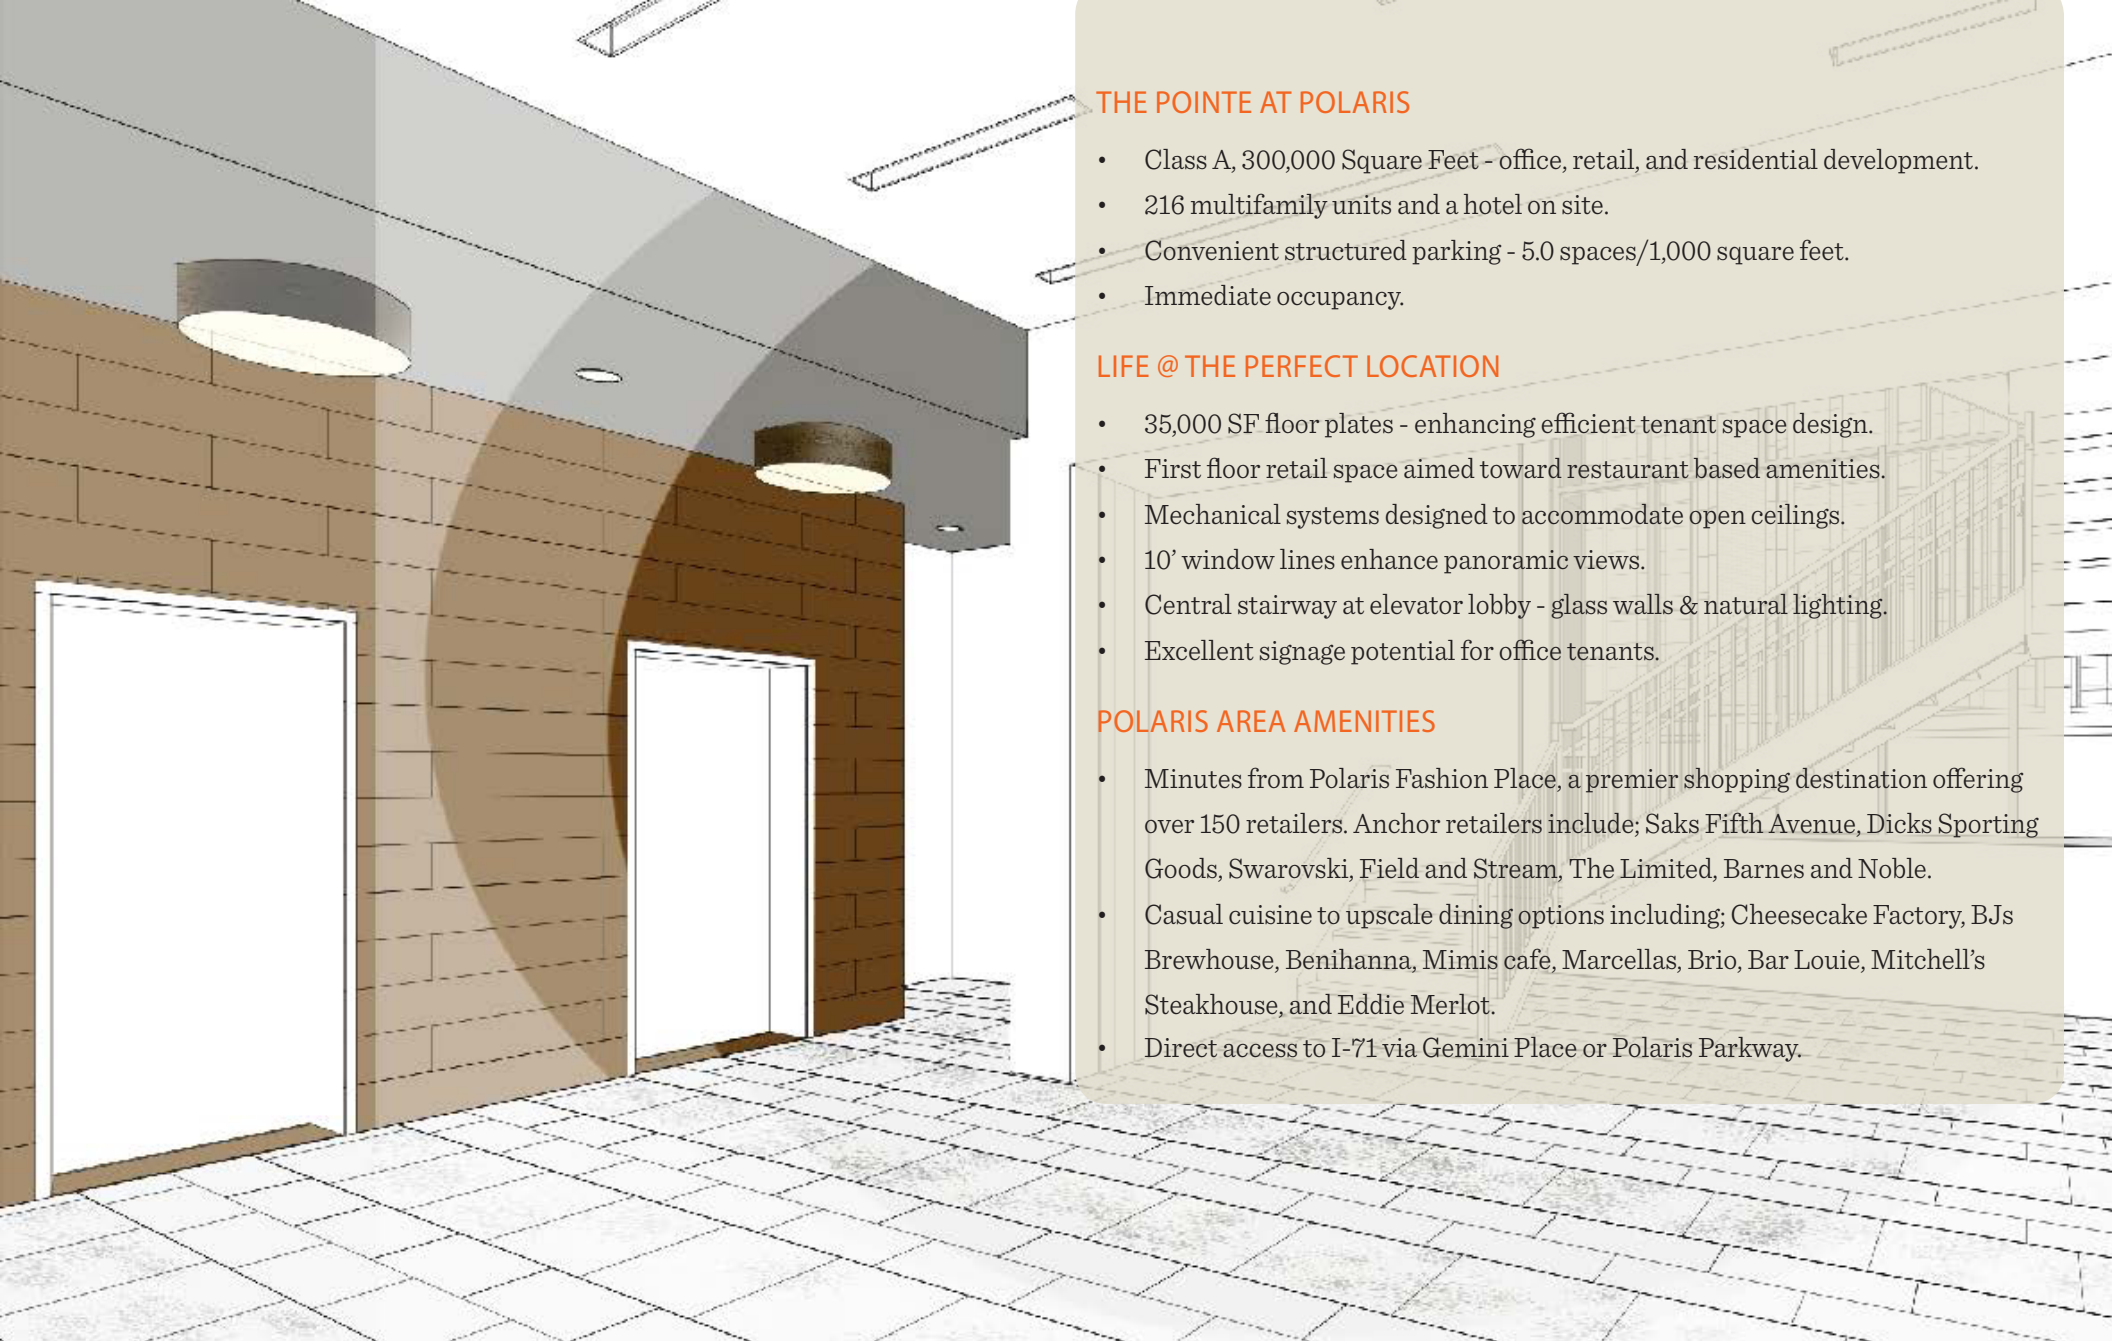 THE POINTE AT POLARIS
• Class A, 300,000 Square Feet - office, retail, and residential development.
• 216 multifamily units and a hotel on site.
• Convenient structured parking - 5.0 spaces/1,000 square feet.
• Immediate occupancy.
LIFE @ THE PERFECT LOCATION
• 35,000 SF floor plates - enhancing efficient tenant space design.
• First floor retail space aimed toward restaurant based amenities.
• Mechanical systems designed to accommodate open ceilings.
• 10’ window lines enhance panoramic views.
• Central stairway at elevator lobby - glass walls & natural lighting.
• Excellent signage potential for office tenants.
POLARIS AREA AMENITIES
• Minutes from Polaris Fashion Place, a premier shopping destination offering
over 150 retailers. Anchor retailers include; Saks Fifth Avenue, Dicks Sporting
Goods, Swarovski, Field and Stream, The Limited, Barnes and Noble.
• Casual cuisine to upscale dining options including; Cheesecake Factory, BJs
Brewhouse, Benihanna, Mimis cafe, Marcellas, Brio, Bar Louie, Mitchell’s
Steakhouse, and Eddie Merlot.
• Direct access to I-71 via Gemini Place or Polaris Parkway.